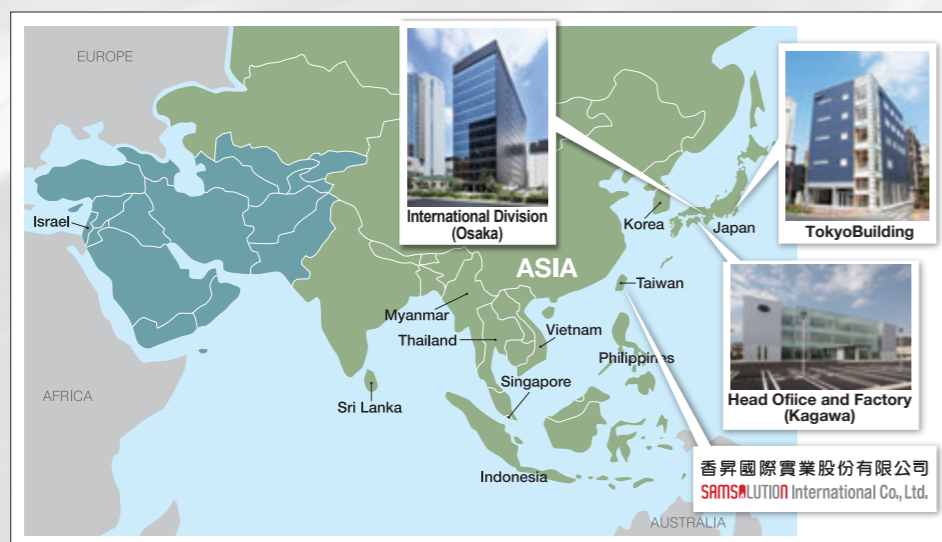 EUROPE
International Division
(Osaka)
TokyoBuilding
Israel
Korea
Japan
ASIA
Taiwan
Myanmar
Thailand
Vietnam
Philippines
Singapore
Sri Lanka
AFRICA
Indonesia
Head Ofiice and Factory
(Kagawa)
香昇國際實業股份有限公司
SAMSOLUTION International Co., Ltd.
AUSTRALIA